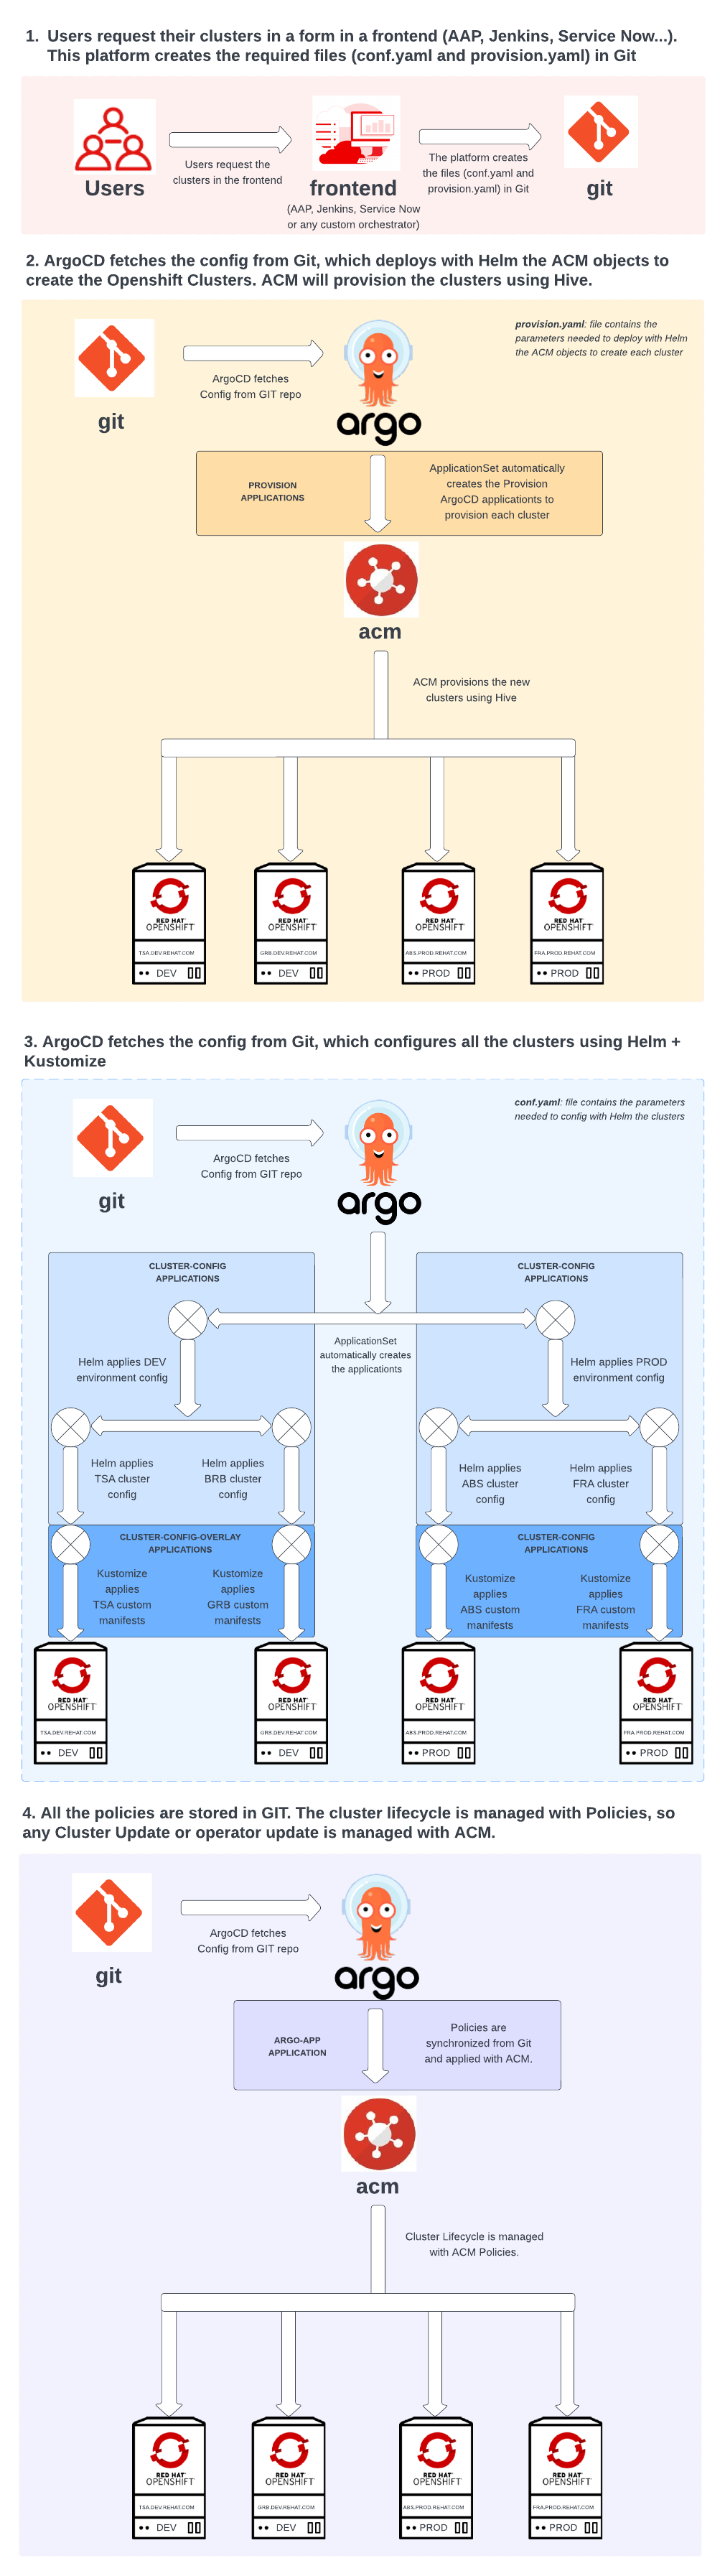 1. Users request their clusters in a form in a frontend (AAP, Jenkins, Service Now...).
This platform creates the required files (conf.yaml and provision.yaml) in Git
Users request the
clusters in the frontend
The platform creates
the files (conf.yaml and
provision.yaml) in Git
Users
frontend
git
(AAP, Jenkins, Service Now
or any custom orchestrator)
2. ArgoCD fetches the config from Git, which deploys with Helm the ACM objects to
create the Openshift Clusters. ACM will provision the clusters using Hive.
provision.yaml: file contains the
parameters needed to deploy with Helm
the ACM objects to create each cluster
ArgoCD fetches
Config from GIT repo
git
argo
PROVISION
APPLICATIONS
ApplicationSet automatically
creates the Provision
ArgoCD applicationts to
provision each cluster
acm
ACM provisions the new
clusters using Hive
RED HAT
OPENSHIFT
TSA.DEV.REHAT.COM
DEV
RED HAT
OPENSHIFT
GRB.DEV.REHAT.COM
DEV
RED HAT
OPENSHIFT
ABS.PROD.REHAT.COM
PROD
RED HAT
OPENSHIFT
FRA.PROD.REHAT.COM
PROD
3. ArgoCD fetches the config from Git, which configures all the clusters using Helm +
Kustomize
conf.yaml: file contains the parameters
needed to config with Helm the clusters
ArgoCD fetches
Config from GIT repo
git
argo
CLUSTER-CONFIG
APPLICATIONS
CLUSTER-CONFIG
APPLICATIONS
ApplicationSet
automatically creates
the applicationts
Helm applies DEV
environment config
Helm applies PROD
environment config
Helm applies
TSA cluster
config
Helm applies
BRB cluster
config
Helm applies
ABS cluster
config
Helm applies
FRA cluster
config
CLUSTER-CONFIG-OVERLAY
APPLICATIONS
CLUSTER-CONFIG
APPLICATIONS
Kustomize
applies
TSA custom
manifests
Kustomize
applies
GRB custom
manifests
Kustomize
applies
ABS custom
manifests
Kustomize
applies
FRA custom
manifests
RED HAT
OPENSHIFT
TSA.DEV.REHAT.COM
DEV
RED HAT
OPENSHIFT
GRB.DEV.REHAT.COM
DEV
RED HAT
OPENSHIFT
ABS.PROD.REHAT.COM
PROD
RED HAT
OPENSHIFT
FRA.PROD.REHAT.COM
PROD
4. All the policies are stored in GIT. The cluster lifecycle is managed with Policies, so
any Cluster Update or operator update is managed with ACM.
ArgoCD fetches
Config from GIT repo
git
argo
ARGO-APP
APPLICATION
Policies are
synchronized from Git
and applied with ACM.
acm
Cluster Lifecycle is managed
with ACM Policies.
RED HAT
OPENSHIFT
TSA.DEV.REHAT.COM
DEV
RED HAT
OPENSHIFT
GRB.DEV.REHAT.COM
DEV
RED HAT
OPENSHIFT
ABS.PROD.REHAT.COM
PROD
RED HAT
OPENSHIFT
FRA.PROD.REHAT.COM
PROD